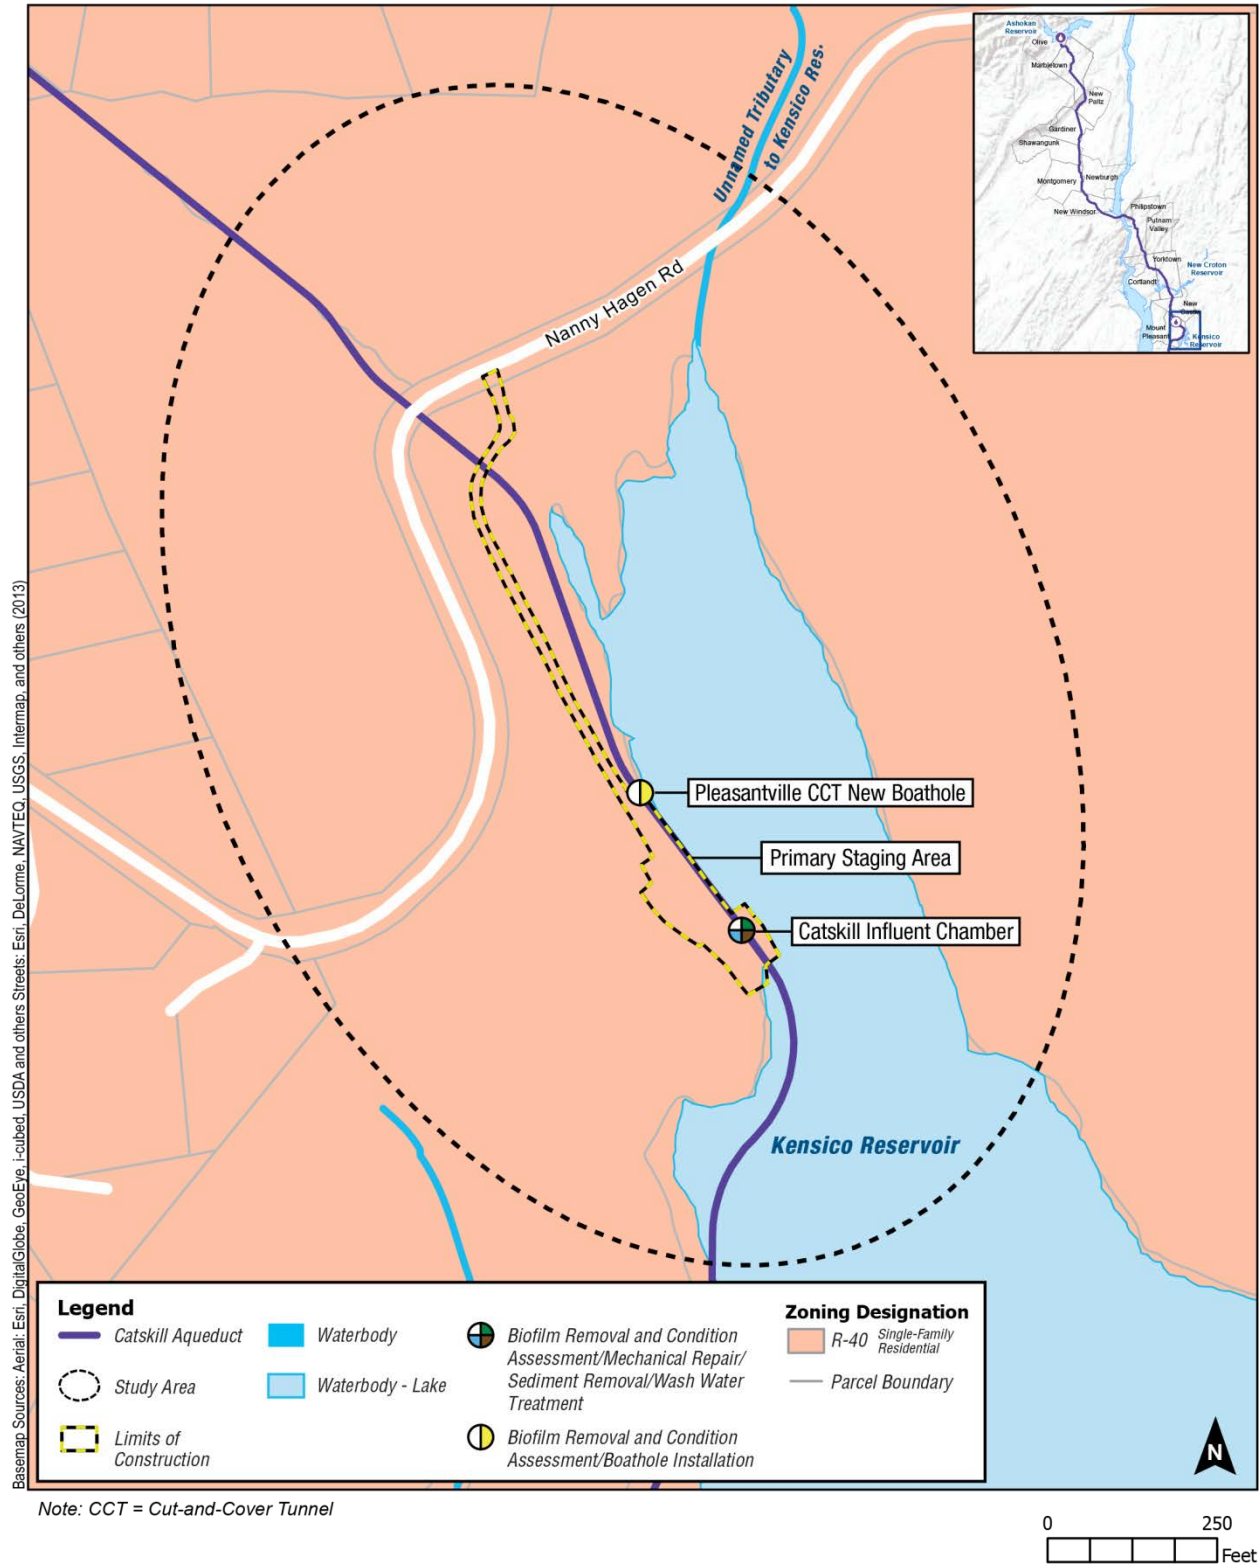 Ashokan
Reservoir
Olive
Marbletown
New
Paltz
Gardiner
Shawangunk
Montgomery
Newburgh
New Windsor
Philipstown
Putnam
Valley
Yorktown
New Croton
Reservoir
Cortlandt
New
Castle
Mount
Pleasant
Kensico
Reservoir
Unnamed Tributary
to Kensico Res.
Nanny Hagen Rd
Pleasantville CCT New Boathole
Primary Staging Area
Catskill Influent Chamber
Kensico Reservoir
Basemap Sources: Aerial: Esri, DigitalGlobe, GeoEye, i-cubed, USDA and others Streets: Esri, DeLorme, NAVTEQ, USGS, Intermap, and others (2013)
Legend
Catskill Aqueduct
Study Area
Limits of
Construction
Waterbody
Waterbody - Lake
Biofilm Removal and Condition
Assessment/Mechanical Repair/
Sediment Removal/Wash Water
Treatment
Biofilm Removal and Condition
Assessment/Boathole Installation
Zoning Designation
R-40 Single-Family
Residential
Parcel Boundary
N
Note: CCT = Cut-and-Cover Tunnel
0 250
Feet